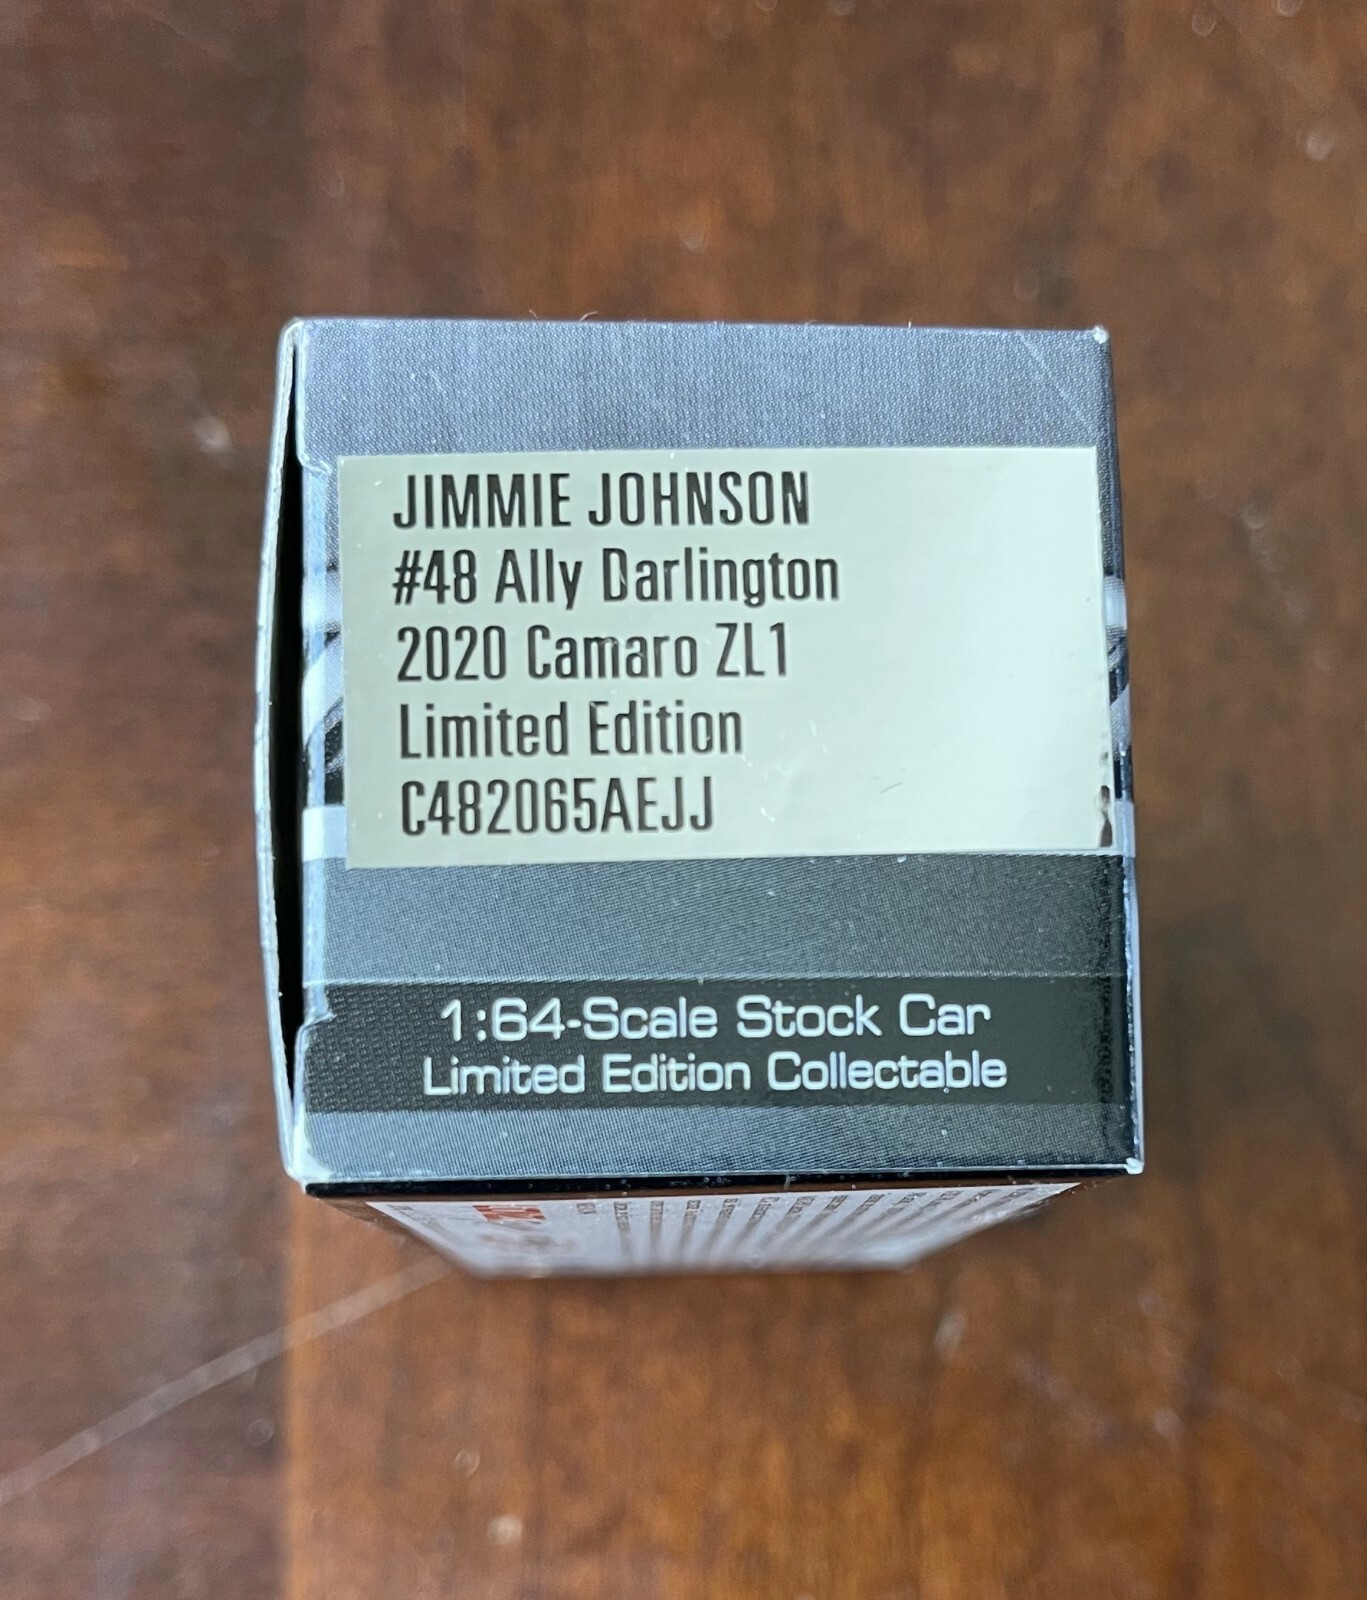 JIMMIE JOHNSON
#48 Ally Darlington
2020 Camaro ZL1
Limited Edition
C482065AEJJ
1:64-Scale Stock Car
Limited Edition Collectable